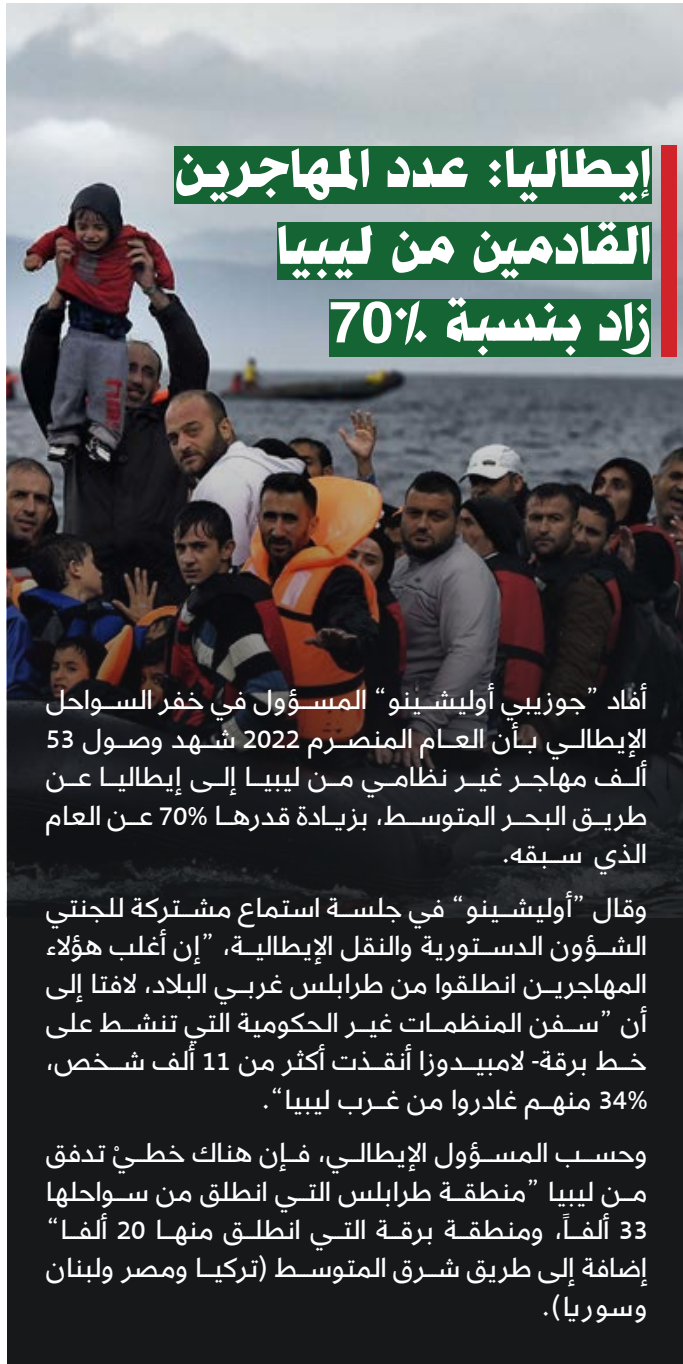 إيطاليا: عدد المهاجرين
القادمين من ليبيا
زاد بنسبة 70%
أفاد ”جوزيبي أوليشينو“ المسؤول في خفر السواحل
الإيطالي بأن العام المنصرم 2022 شهد وصول 53
ألف مهاجر غير نظامي من ليبيا إلى إيطاليا عن
طريق البحر المتوسط، بزيادة قدرها 70% عن العام
الذي سبقه.
وقال ”أوليشينو“ في جلسة استماع مشتركة للجنتي
الشؤون الدستورية والنقل الإيطالية، ”إن أغلب هؤلاء
المهاجرين انطلقوا من طرابلس غربي البلاد، لافتا إلى
أن ”سفن المنظمات غير الحكومية التي تنشط على
خط برقة- لامبيدوزا أنقذت أكثر من 11 ألف شخص،
34% منهم غادروا من غرب ليبيا“.
وحسب المسؤول الإيطالي، فإن هناك خطيْ تدفق
من ليبيا ”منطقة طرابلس التي انطلق من سواحلها
33 ألفاً، ومنطقة برقة التي انطلق منها 20 ألفا“
إضافة إلى طريق شرق المتوسط (تركيا ومصر ولبنان
وسوريا).